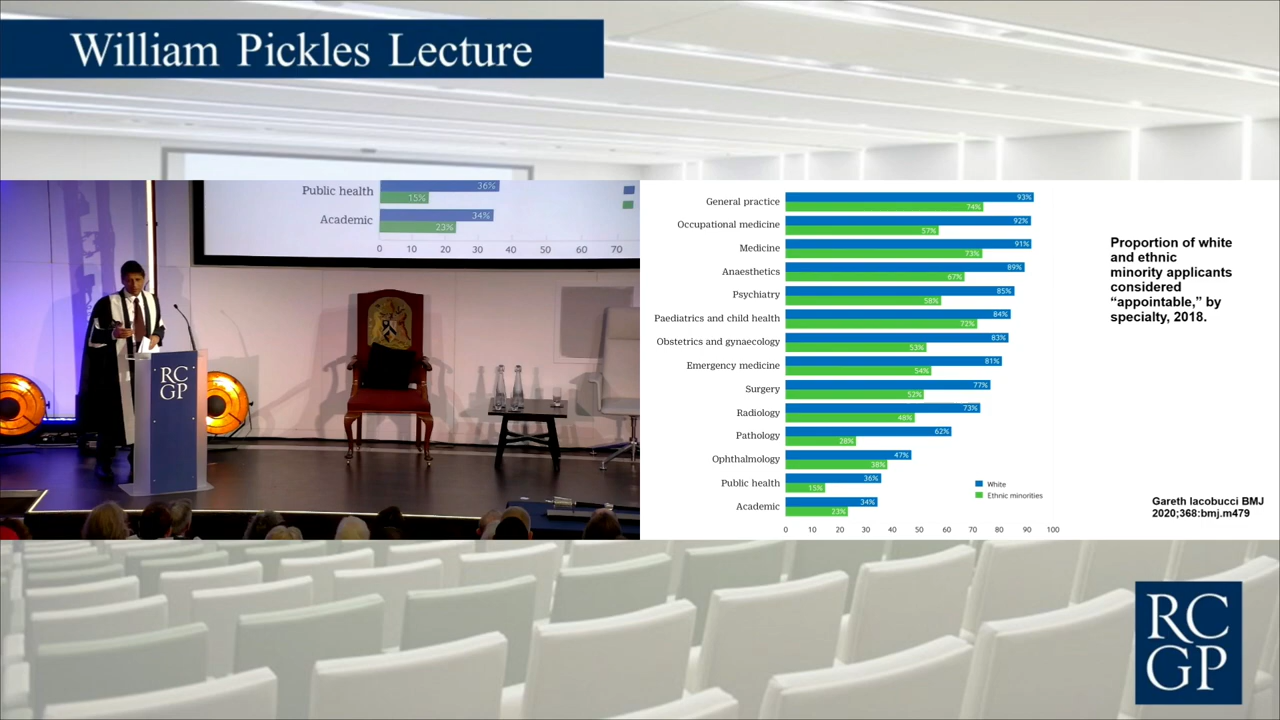 William Pickles Lecture
Public health
36%
15%
Academic
34%
23%
0 10 20 30 40 50 60 70
RC
GP
General practice
93%
74%
Occupational medicine
92%
57%
Medicine
91%
73%
Anaesthetics
89%
67%
Psychiatry
85%
58%
Paediatrics and child health
84%
72%
Obstetrics and gynaecology
83%
53%
Emergency medicine
81%
54%
Surgery
77%
52%
Radiology
73%
48%
Pathology
62%
28%
Ophthalmology
47%
38%
Public health
36%
15%
Academic
34%
23%
0 10 20 30 40 50 60 70 80 90 100
White
Ethnic minorities
Proportion of white
and ethnic
minority applicants
considered
“appointable,” by
specialty, 2018.
Gareth Iacobucci BMJ
2020;368:bmj.m479
RC
GP